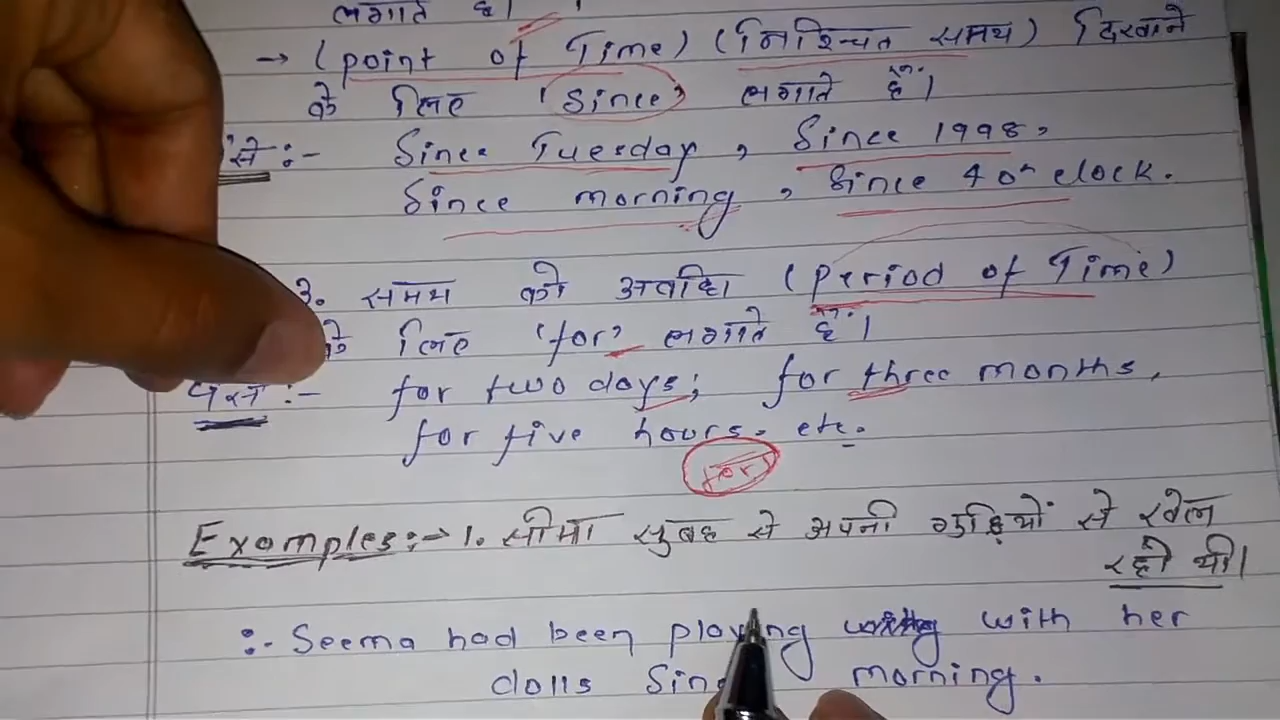 लगाते है।
→ (point of Time) (निश्चित समय) दिखाने
के लिए 'Since' लगाते हैं।
:- Since Tuesday, Since 1998,
Since morning, Since 4 o" clock.
3. समय की अवधि (Period of Time)
के लिए 'for' लगाते हैं।
जैसे :- for two days; for three months,
for five hours. etc.
for
Examples:→ 1. सीमा सुबह से अपनी गुड़ियों से खेल
रही थी।
:- Seema had been playing with her
dolls Sin morning.